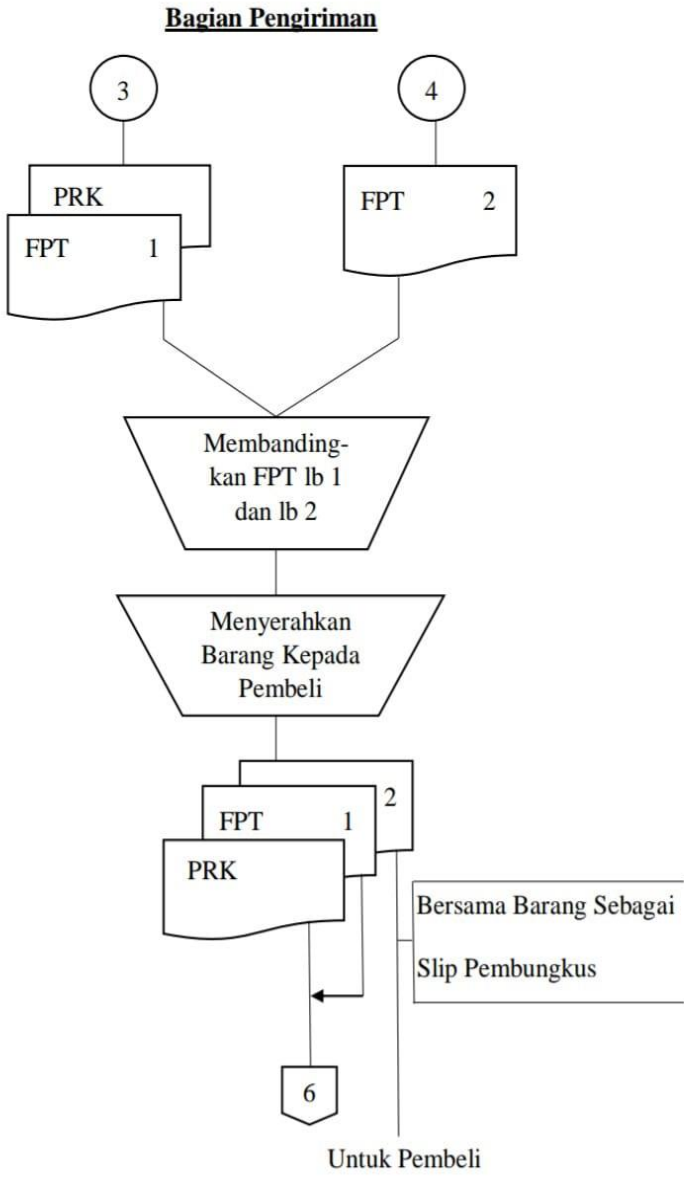 Bagian Pengiriman
3
4
PRK
FPT 1
FPT 2
Membanding-
kan FPT lb 1
dan lb 2
Menyerahkan
Barang Kepada
Pembeli
2
FPT 1
PRK
Bersama Barang Sebagai
Slip Pembungkus
6
Untuk Pembeli